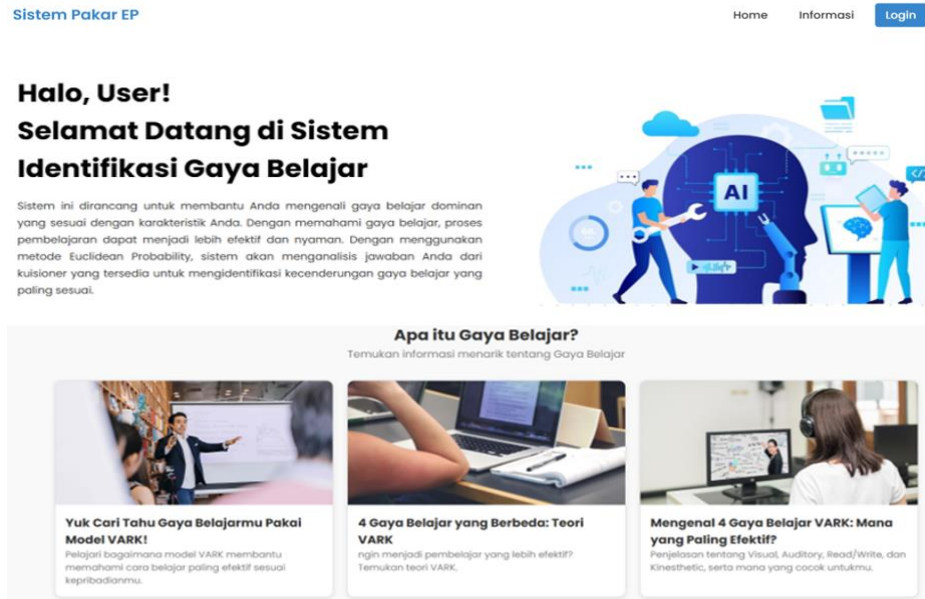 Sistem Pakar EP
Home Informasi Login
Halo, User!
Selamat Datang di Sistem
Identifikasi Gaya Belajar
Sistem ini dirancang untuk membantu Anda mengenali gaya belajar dominan
yang sesuai dengan karakteristik Anda. Dengan memahami gaya belajar, proses
pembelajaran dapat menjadi lebih efektif dan nyaman. Dengan menggunakan
metode Euclidean Probability, sistem akan menganalisis jawaban Anda dari
kuisioner yang tersedia untuk mengidentifikasi kecenderungan gaya belajar yang
paling sesuai.
AI
</>
Apa itu Gaya Belajar?
Temukan informasi menarik tentang Gaya Belajar
Yuk Cari Tahu Gaya Belajarmu Pakai
Model VARK!
Pelajari bagaimana model VARK membantu
memahami cara belajar paling efektif sesuai
kepribadianmu.
4 Gaya Belajar yang Berbeda: Teori
VARK
ngin menjadi pembelajar yang lebih efektif?
Temukan teori VARK.
Mengenal 4 Gaya Belajar VARK: Mana
yang Paling Efektif?
Penjelasan tentang Visual, Auditory, Read/Write, dan
Kinesthetic, serta mana yang cocok untukmu.